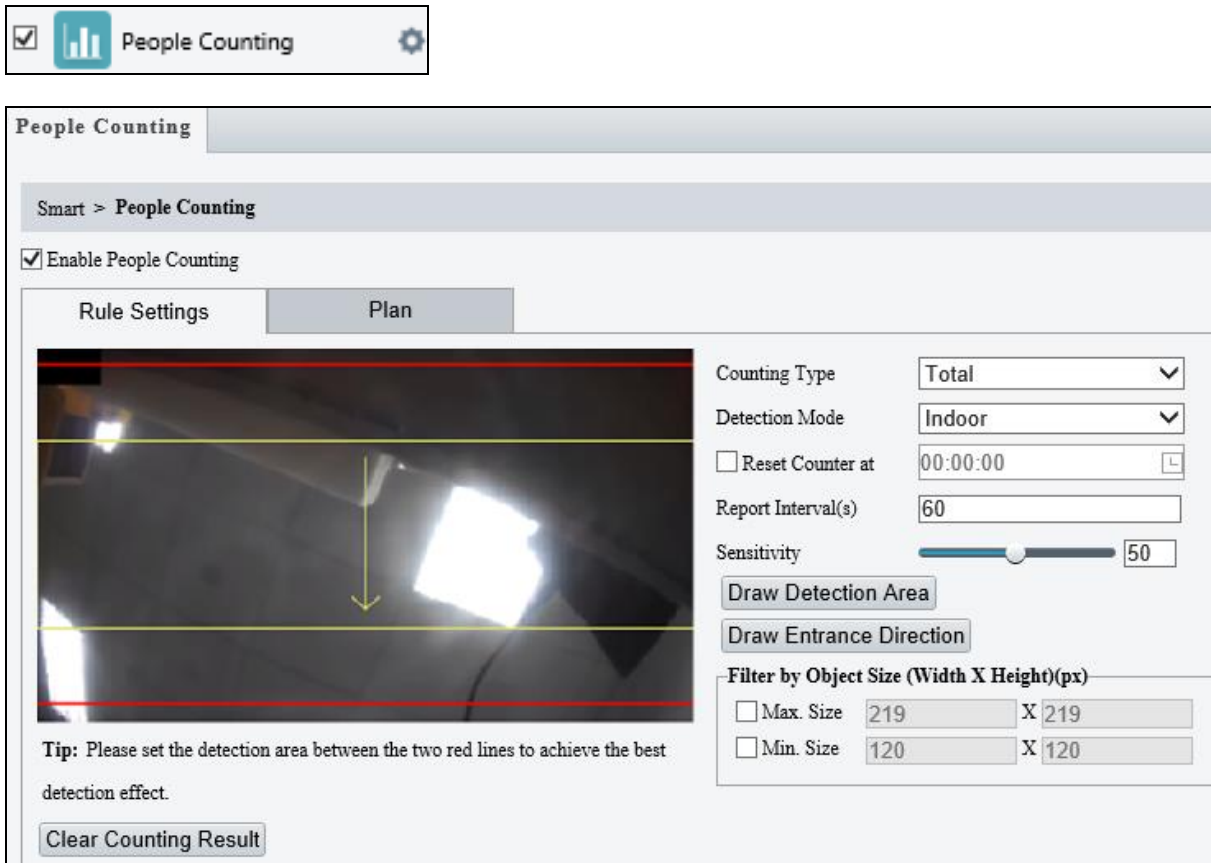 People Counting
People Counting
Smart > People Counting
Enable People Counting
Rule Settings
Plan
Counting Type Total
Detection Mode Indoor
Reset Counter at 00:00:00
Report Interval(s) 60
Sensitivity 50
Draw Detection Area
Draw Entrance Direction
Filter by Object Size (Width X Height)(px)
Max. Size 219 X 219
Min. Size 120 X 120
Tip: Please set the detection area between the two red lines to achieve the best
detection effect.
Clear Counting Result